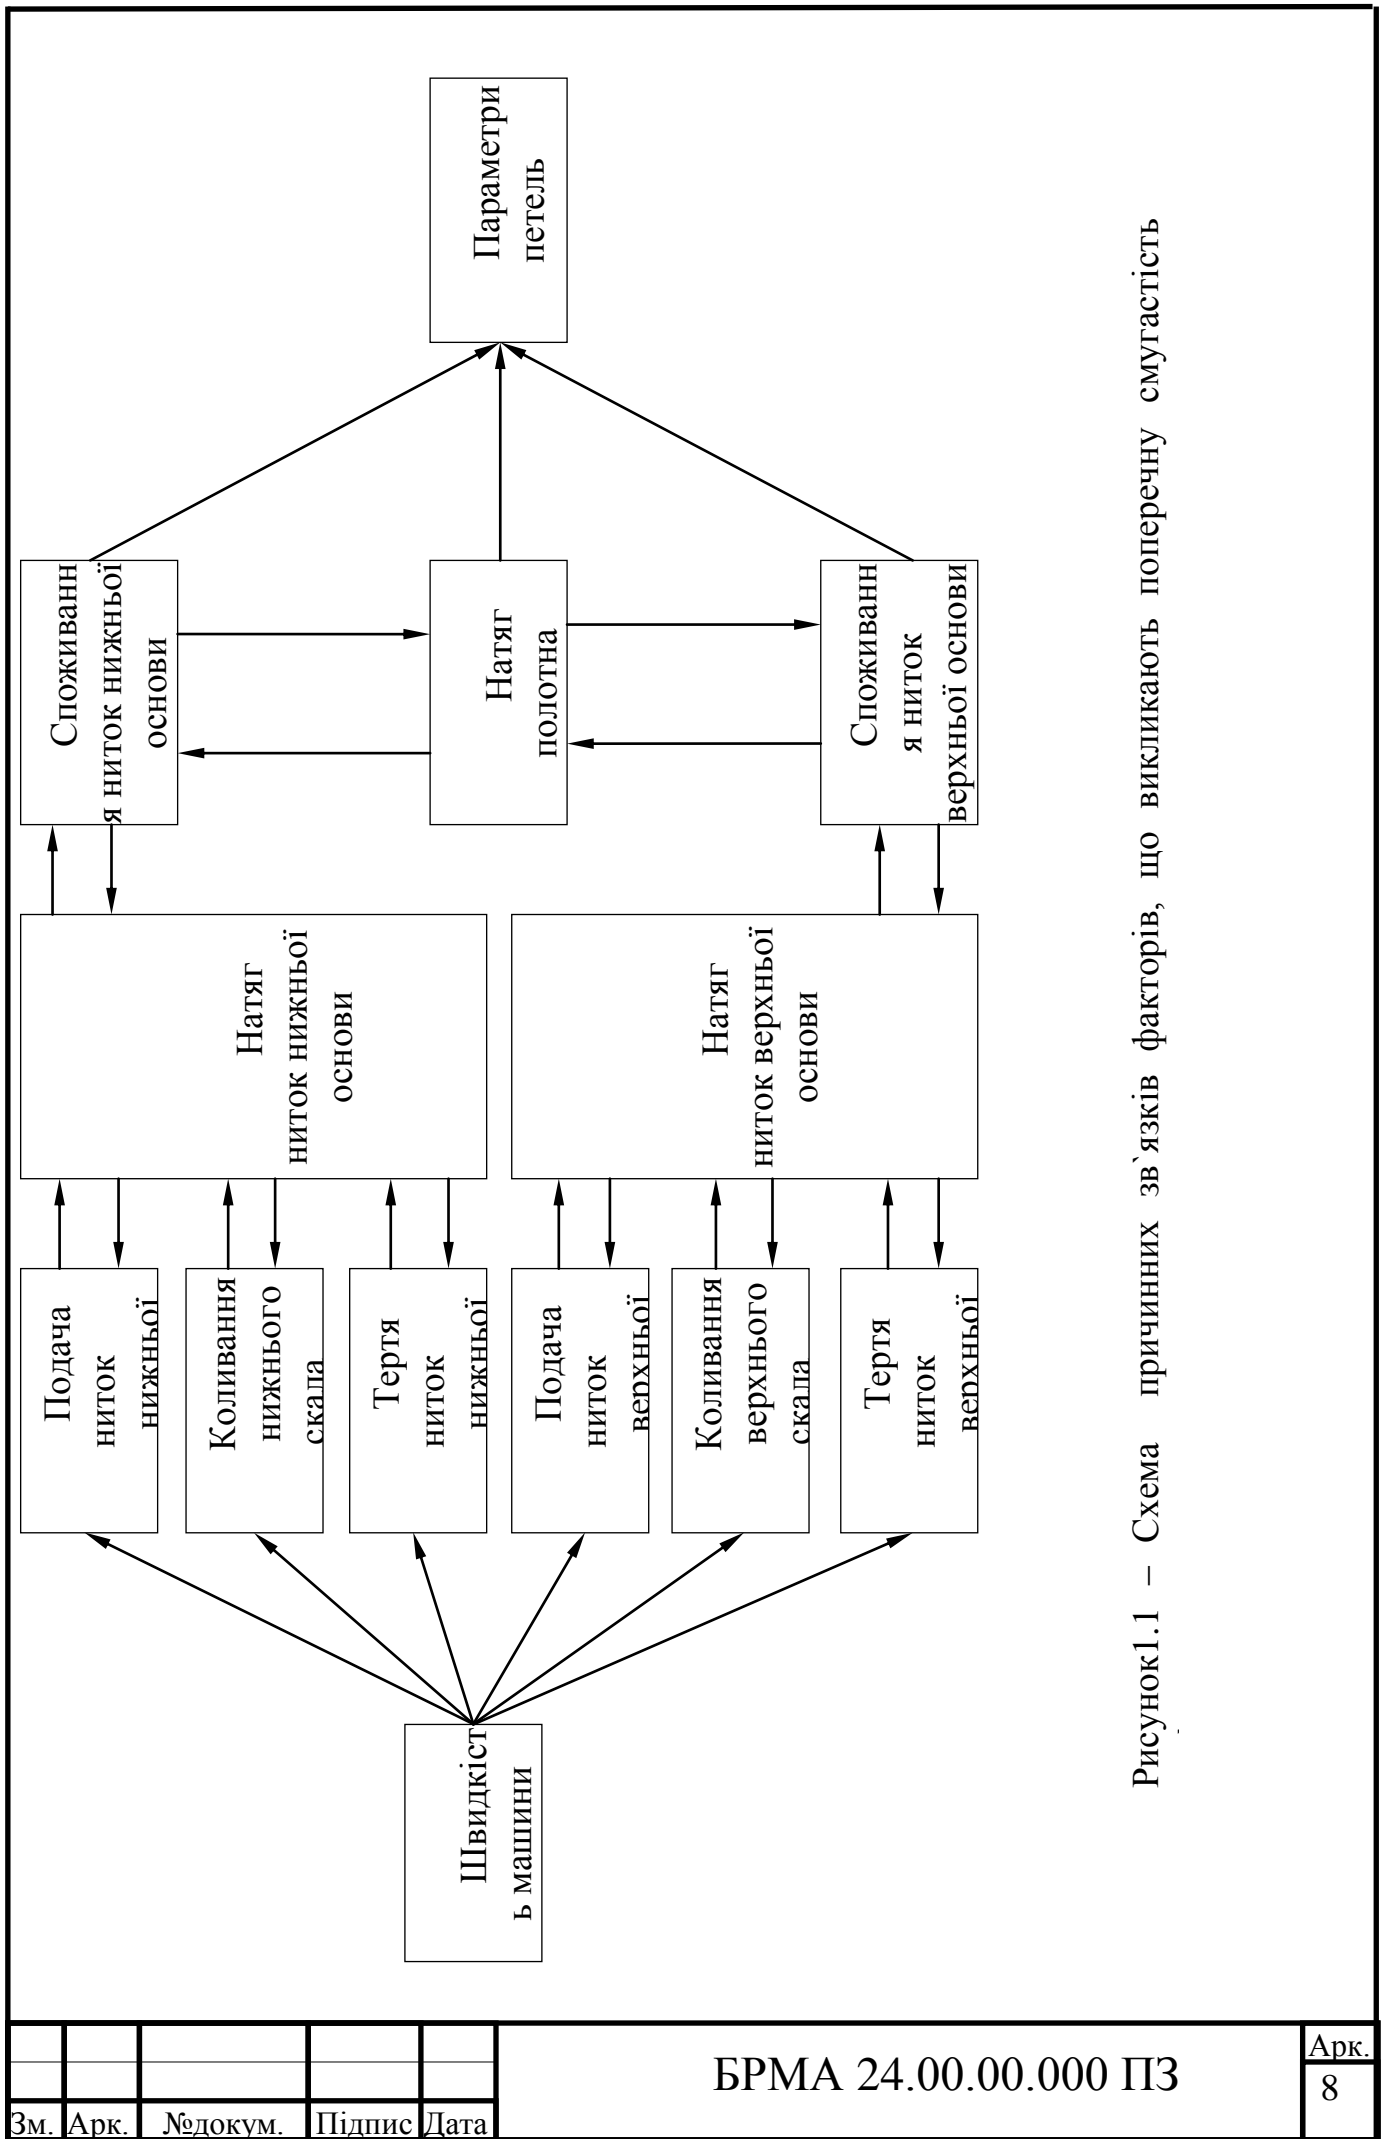 Параметри
петель
Споживанн
я ниток нижньої
основи
Натяг
полотна
Споживанн
я ниток
верхньої основи
Натяг
ниток нижньої
основи
Натяг
ниток верхньої
основи
Подача
ниток
нижньої
Коливання
нижнього
скала
Тертя
ниток
нижньої
Подача
ниток
верхньої
Коливання
верхнього
скала
Тертя
ниток
верхньої
Швидкіст
ь машини
Рисунок1.1 – Схема причинних зв`язків факторів, що викликають поперечну смугастість
БРМА 24.00.00.000 ПЗ
Арк.
8
Зм. Арк. №докум. Підпис Дата